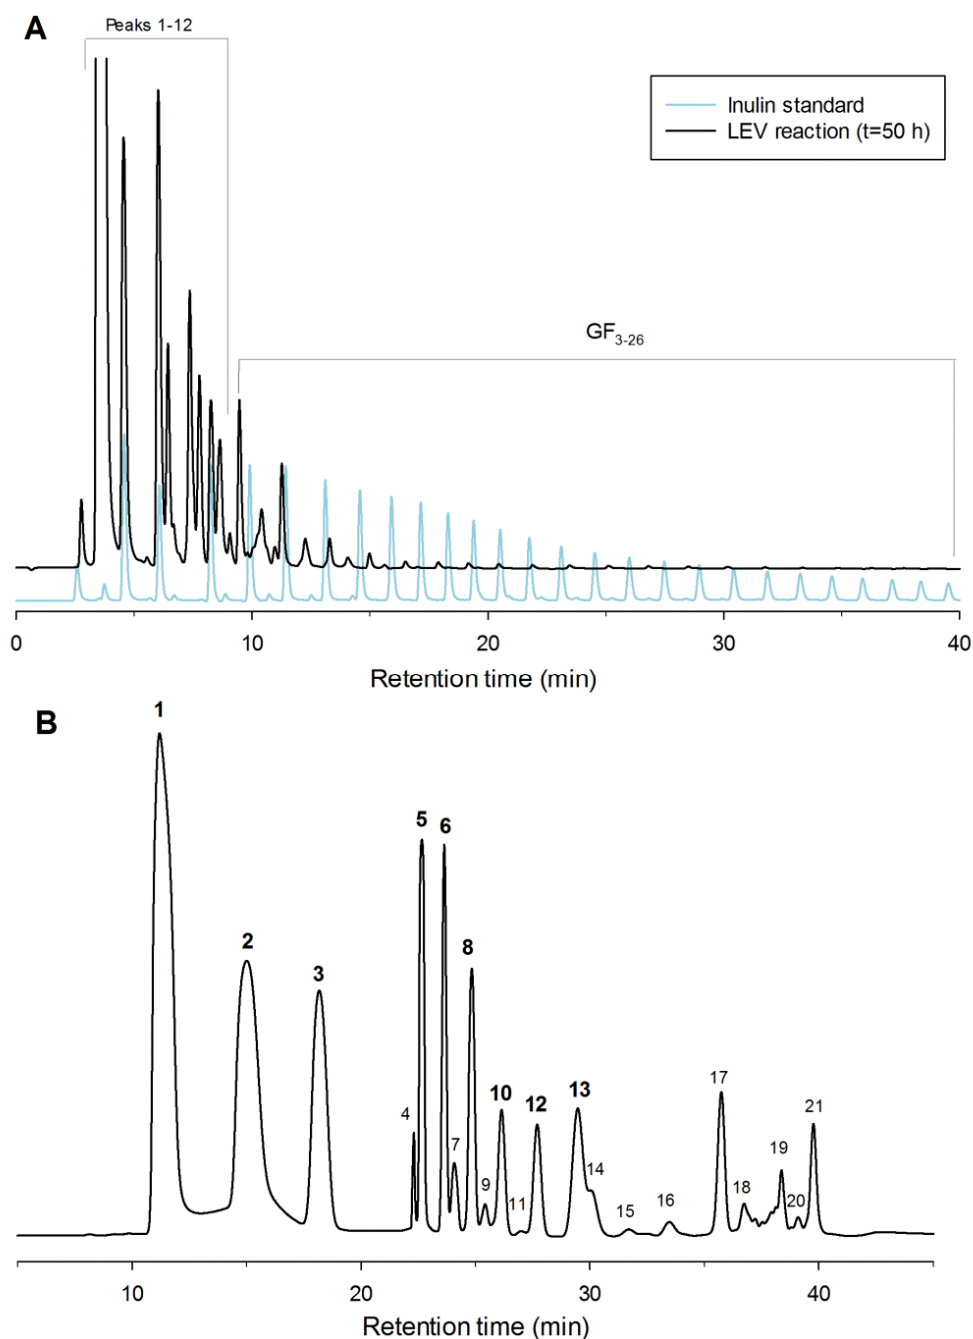 A
Peaks 1-12
Inulin standard
LEV reaction (t=50 h)
GF3-26
0 10 20 30 40
Retention time (min)
B
1
2
3
4
5
6
7
8
9
10
11
12
13
14
15
16
17
18
19
20
21
10 20 30 40
Retention time (min)